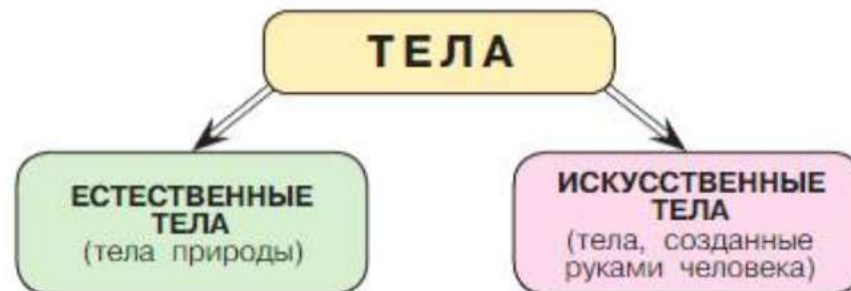 ТЕЛА
ЕСТЕСТВЕННЫЕ
ТЕЛА
(тела природы)
ИСКУССТВЕННЫЕ
ТЕЛА
(тела, созданные
руками человека)